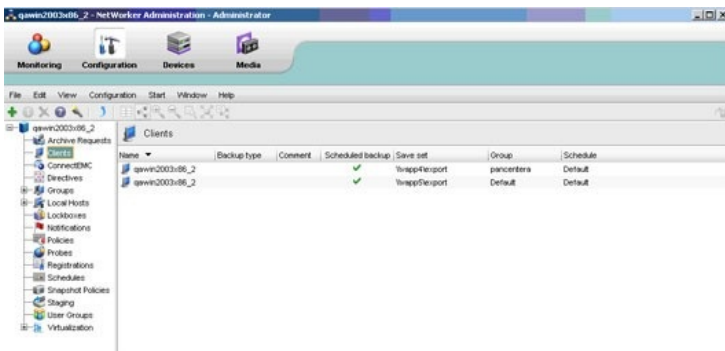 qawin2003x86_2 - NetWorker Administration - Administrator
Monitoring Configuration Devices Media
File Edit View Configuration Start Window Help
qawin2003x86_2
Archive Requests
Clients
ConnectEMC
Directives
Groups
Local Hosts
Lockboxes
Notifications
Policies
Probes
Registrations
Schedules
Snapshot Policies
Staging
User Groups
Virtualization
Clients
Name Backup type Comment Scheduled backup Save set Group Schedule
qawin2003x86_2 \\vrapp4\export pancentera Default
qawin2003x86_2 \\vrapp5\export Default Default